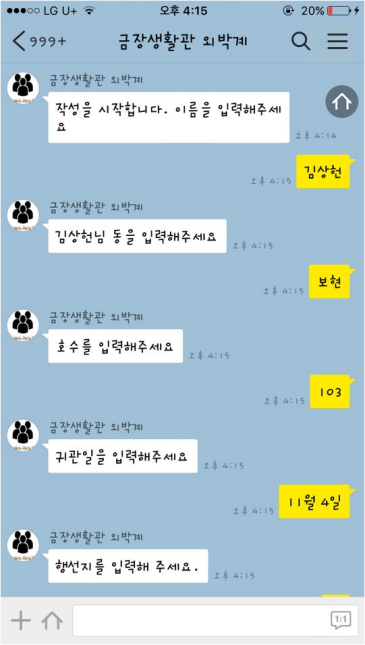 LG U+ 오후 4:15 20%
999+ 금장생활관 외박계
금장생활관 외박계
작성을 시작합니다. 이름을 입력해주세
요
오후 4:14
김상헌
오후 4:15
금장생활관 외박계
김상헌님 동을 입력해주세요
오후 4:15
보현
오후 4:15
금장생활관 외박계
호수를 입력해주세요
오후 4:15
103
오후 4:15
금장생활관 외박계
귀관일을 입력해주세요
오후 4:15
11월 4일
오후 4:15
금장생활관 외박계
행선지를 입력해 주세요.
오후 4:15
1:1